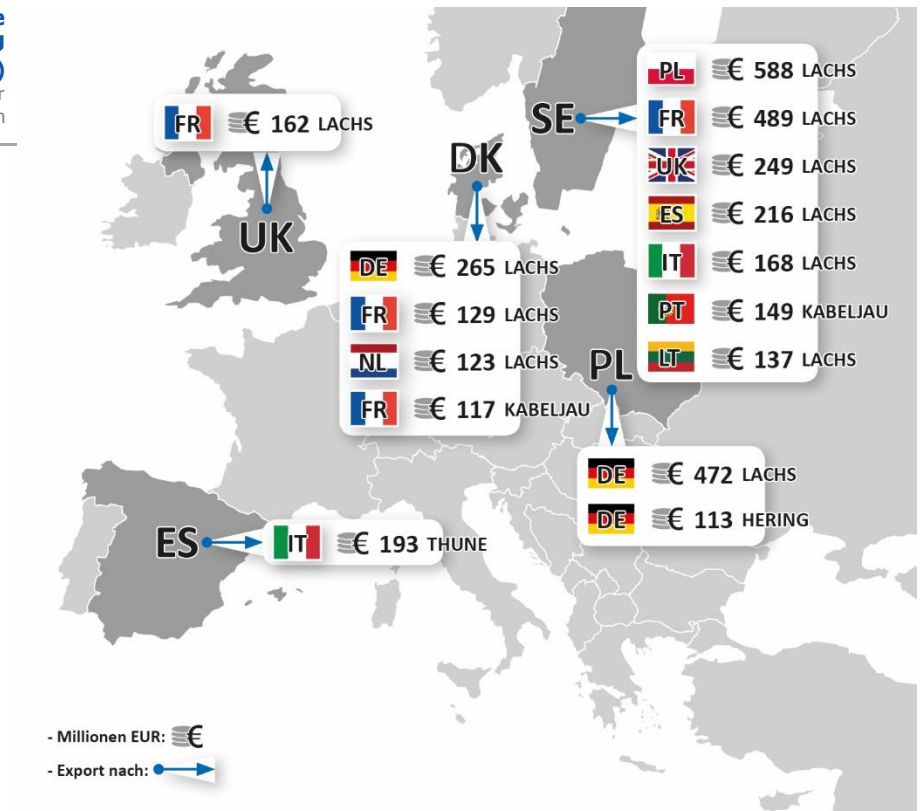 e
)
r
n
FR € 162 LACHS
UK
DK
DE € 265 LACHS
FR € 129 LACHS
NL € 123 LACHS
FR € 117 KABELJAU
SE
PL € 588 LACHS
FR € 489 LACHS
UK € 249 LACHS
ES € 216 LACHS
IT € 168 LACHS
PT € 149 KABELJAU
LT € 137 LACHS
PL
DE € 472 LACHS
DE € 113 HERING
ES
IT € 193 THUNE
- Millionen EUR: €
- Export nach: